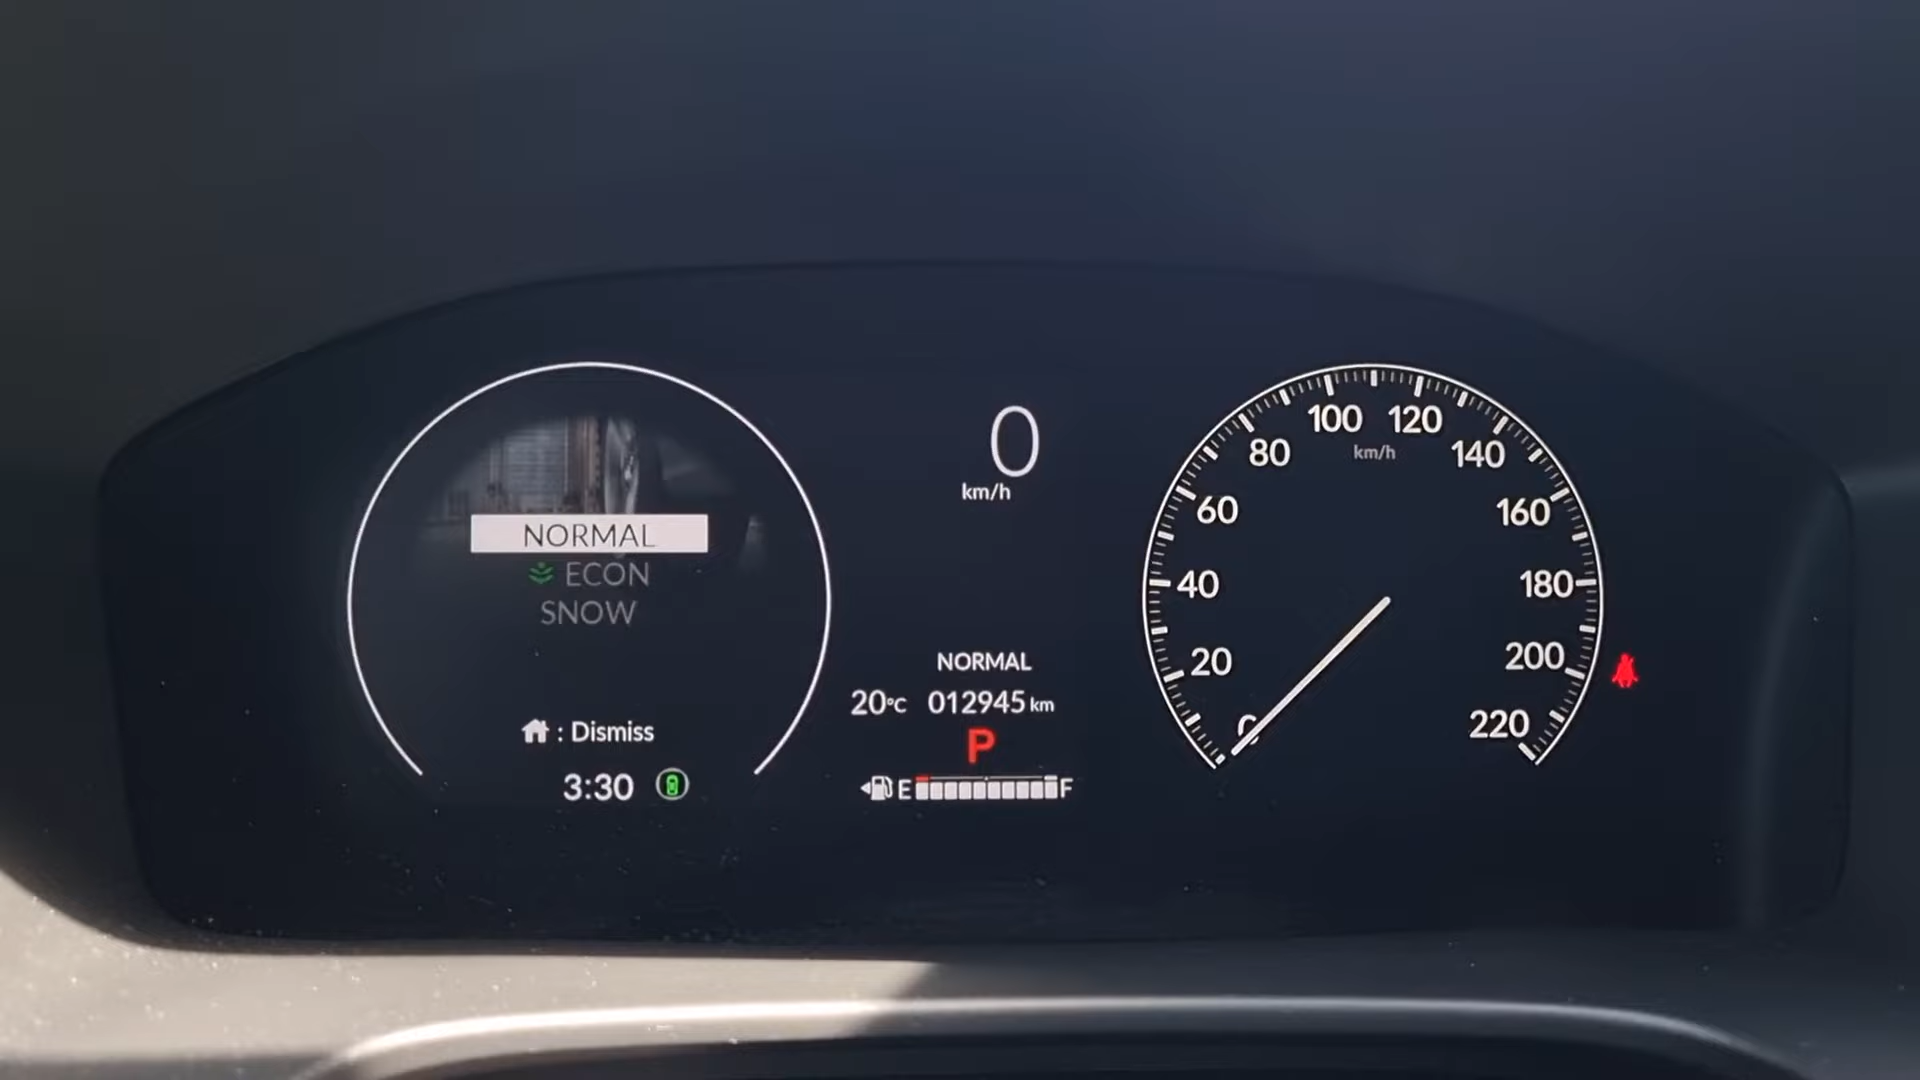 NORMAL
ECON
SNOW
: Dismiss
3:30
0
km/h
NORMAL
20°C 012945 km
P
E F
100 120
80 km/h 140
60 160
40 180
20 200
220